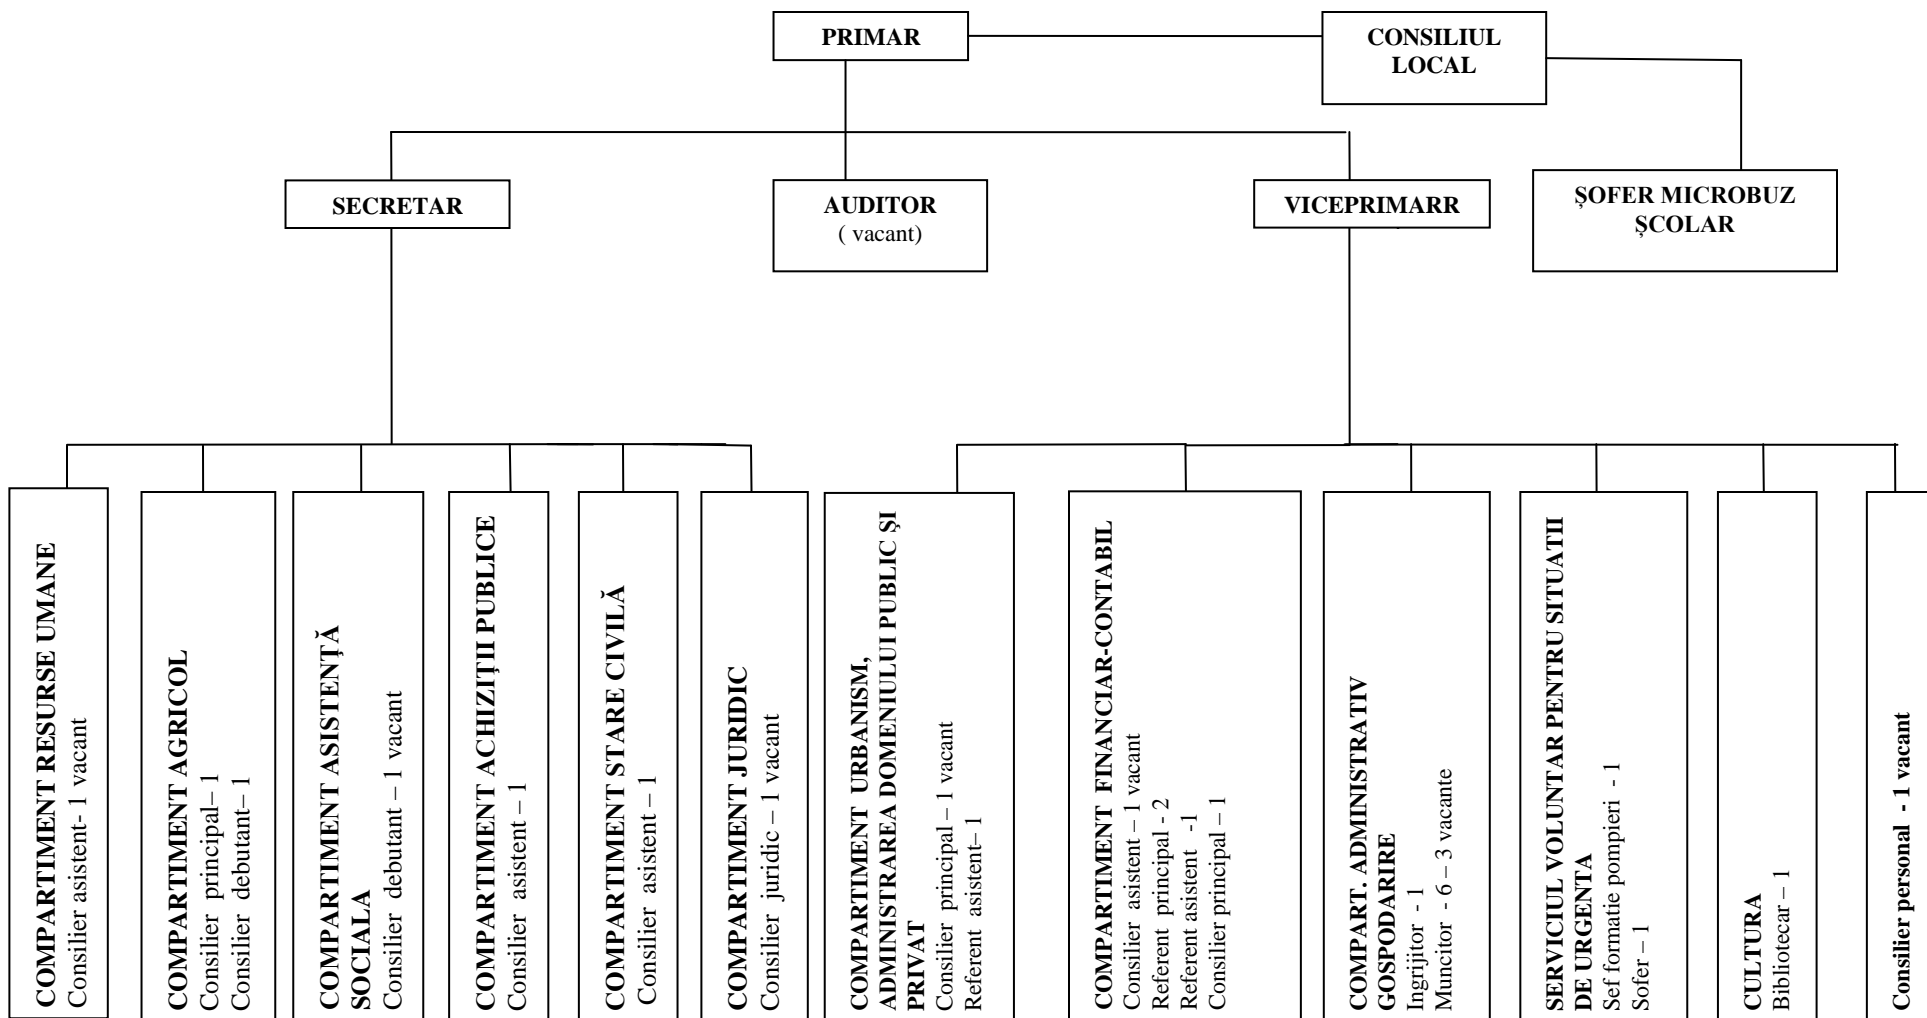 PRIMAR
CONSILIUL
LOCAL
SECRETAR
AUDITOR
( vacant)
VICEPRIMARR
ȘOFER MICROBUZ
ȘCOLAR
COMPARTIMENT RESURSE UMANE
Consilier asistent- 1 vacant
COMPARTIMENT AGRICOL
Consilier principal– 1
Consilier debutant– 1
COMPARTIMENT ASISTENŢĂ
SOCIALA
Consilier debutant – 1 vacant
COMPARTIMENT ACHIZIŢII PUBLICE
Consilier asistent – 1
COMPARTIMENT STARE CIVILĂ
Consilier asistent – 1
COMPARTIMENT JURIDIC
Consilier juridic – 1 vacant
COMPARTIMENT URBANISM,
ADMINISTRAREA DOMENIULUI PUBLIC ŞI
PRIVAT
Consilier principal – 1 vacant
Referent asistent– 1
COMPARTIMENT FINANCIAR-CONTABIL
Consilier asistent – 1 vacant
Referent principal - 2
Referent asistent -1
Consilier principal – 1
COMPART. ADMINISTRATIV
GOSPODARIRE
Ingrijitor - 1
Muncitor - 6 – 3 vacante
SERVICIUL VOLUNTAR PENTRU SITUATII
DE URGENTA
Sef formatie pompieri - 1
Sofer – 1
CULTURA
Bibliotecar – 1
Consilier personal - 1 vacant